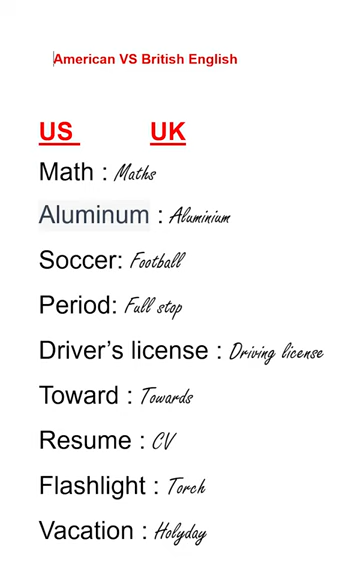 American VS British English
US UK
Math : Maths
Aluminum : Aluminium
Soccer: Football
Period: Full stop
Driver’s license : Driving license
Toward : Towards
Resume : CV
Flashlight : Torch
Vacation : Holyday